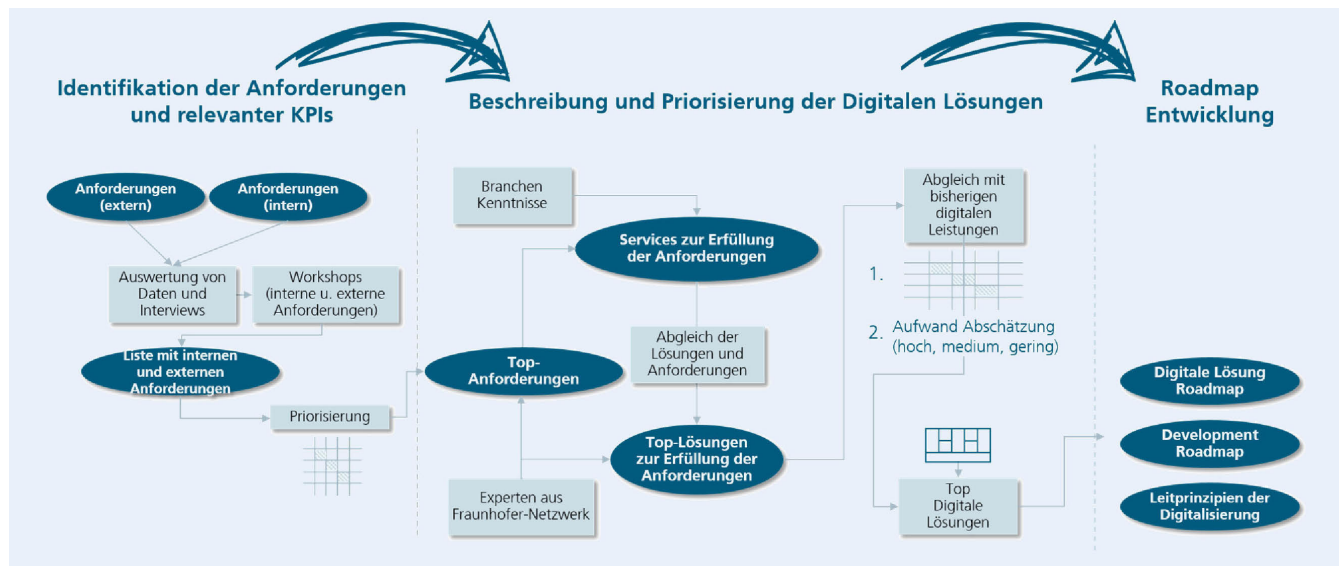 Identifikation der Anforderungen
und relevanter KPIs
Beschreibung und Priorisierung der Digitalen Lösungen
Roadmap
Entwicklung
Anforderungen
(extern)
Anforderungen
(intern)
Auswertung von
Daten und
Interviews
Workshops
(interne u. externe
Anforderungen)
Liste mit internen
und externen
Anforderungen
Priorisierung
Branchen
Kenntnisse
Services zur Erfüllung
der Anforderungen
Abgleich der
Lösungen und
Anforderungen
Top-
Anforderungen
Top-Lösungen
zur Erfüllung der
Anforderungen
Experten aus
Fraunhofer-Netzwerk
Abgleich mit
bisherigen
digitalen
Leistungen
1.
2. Aufwand Abschätzung
(hoch, medium, gering)
Top
Digitale
Lösungen
Digitale Lösung
Roadmap
Development
Roadmap
Leitprinzipien der
Digitalisierung